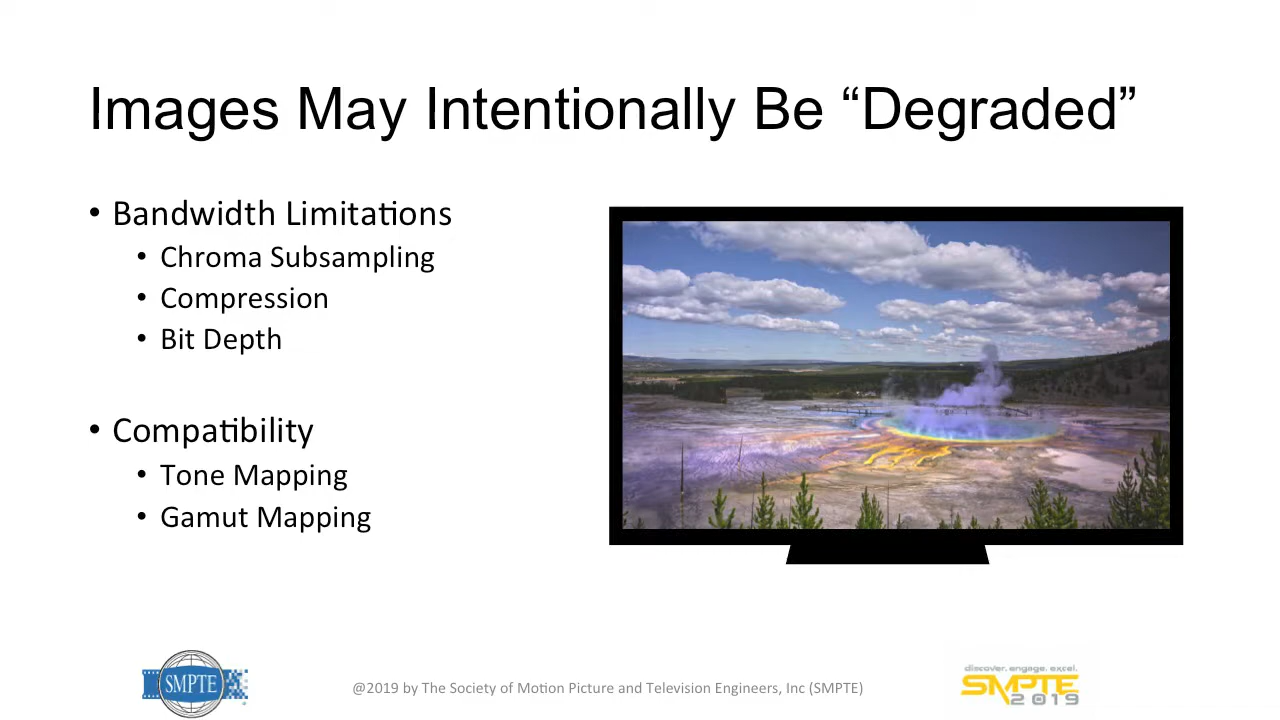 Images May Intentionally Be “Degraded”
• Bandwidth Limitations
• Chroma Subsampling
• Compression
• Bit Depth
• Compatibility
• Tone Mapping
• Gamut Mapping
SMPTE
@2019 by The Society of Motion Picture and Television Engineers, Inc (SMPTE)
discover. engage. excel.
SMPTE
2019